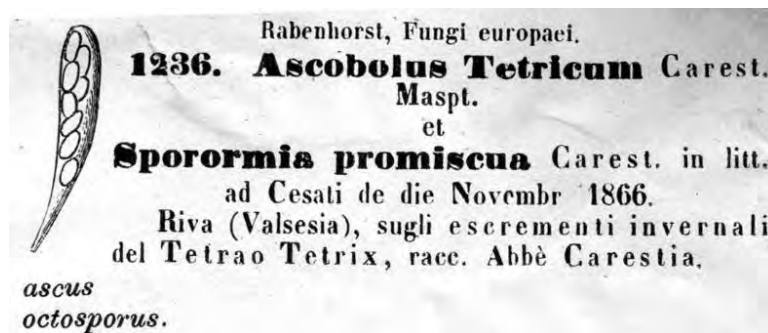 Rabenhorst, Fungi europaei.
1236. Ascobolus Tetricum Carest.
Maspt.
et
Sporormia promiscua Carest. in litt.
ad Cesati de die Novembr 1866.
Riva (Valsesia), sugli escrementi invernali
del Tetrao Tetrix, racc. Abbè Carestia.
ascus
octosporus.